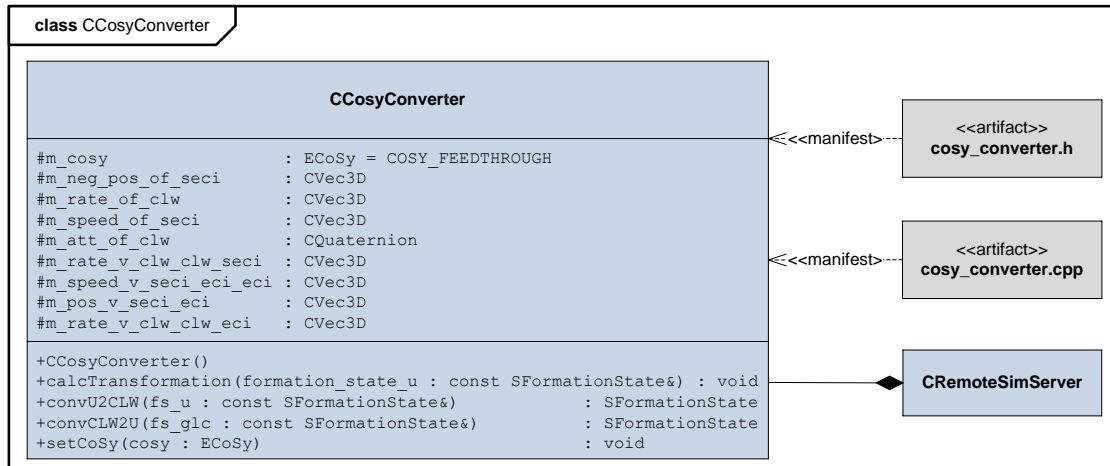 class CCosyConverter
CCosyConverter
#m_cosy : ECoSy = COSY_FEEDTHROUGH
#m_neg_pos_of_seci : CVec3D
#m_rate_of_clw : CVec3D
#m_speed_of_seci : CVec3D
#m_att_of_clw : CQuaternion
#m_rate_v_clw_clw_seci : CVec3D
#m_speed_v_seci_eci_eci : CVec3D
#m_pos_v_seci_eci : CVec3D
#m_rate_v_clw_clw_eci : CVec3D
+CCosyConverter()
+calcTransformation(formation_state_u : const SFormationState&) : void
+convU2CLW(fs_u : const SFormationState&) : SFormationState
+convCLW2U(fs_glc : const SFormationState&) : SFormationState
+setCoSy(cosy : ECoSy) : void
<<manifest>
<<artifact>>
cosy_converter.h
<<manifest>
<<artifact>>
cosy_converter.cpp
CRemoteSimServer